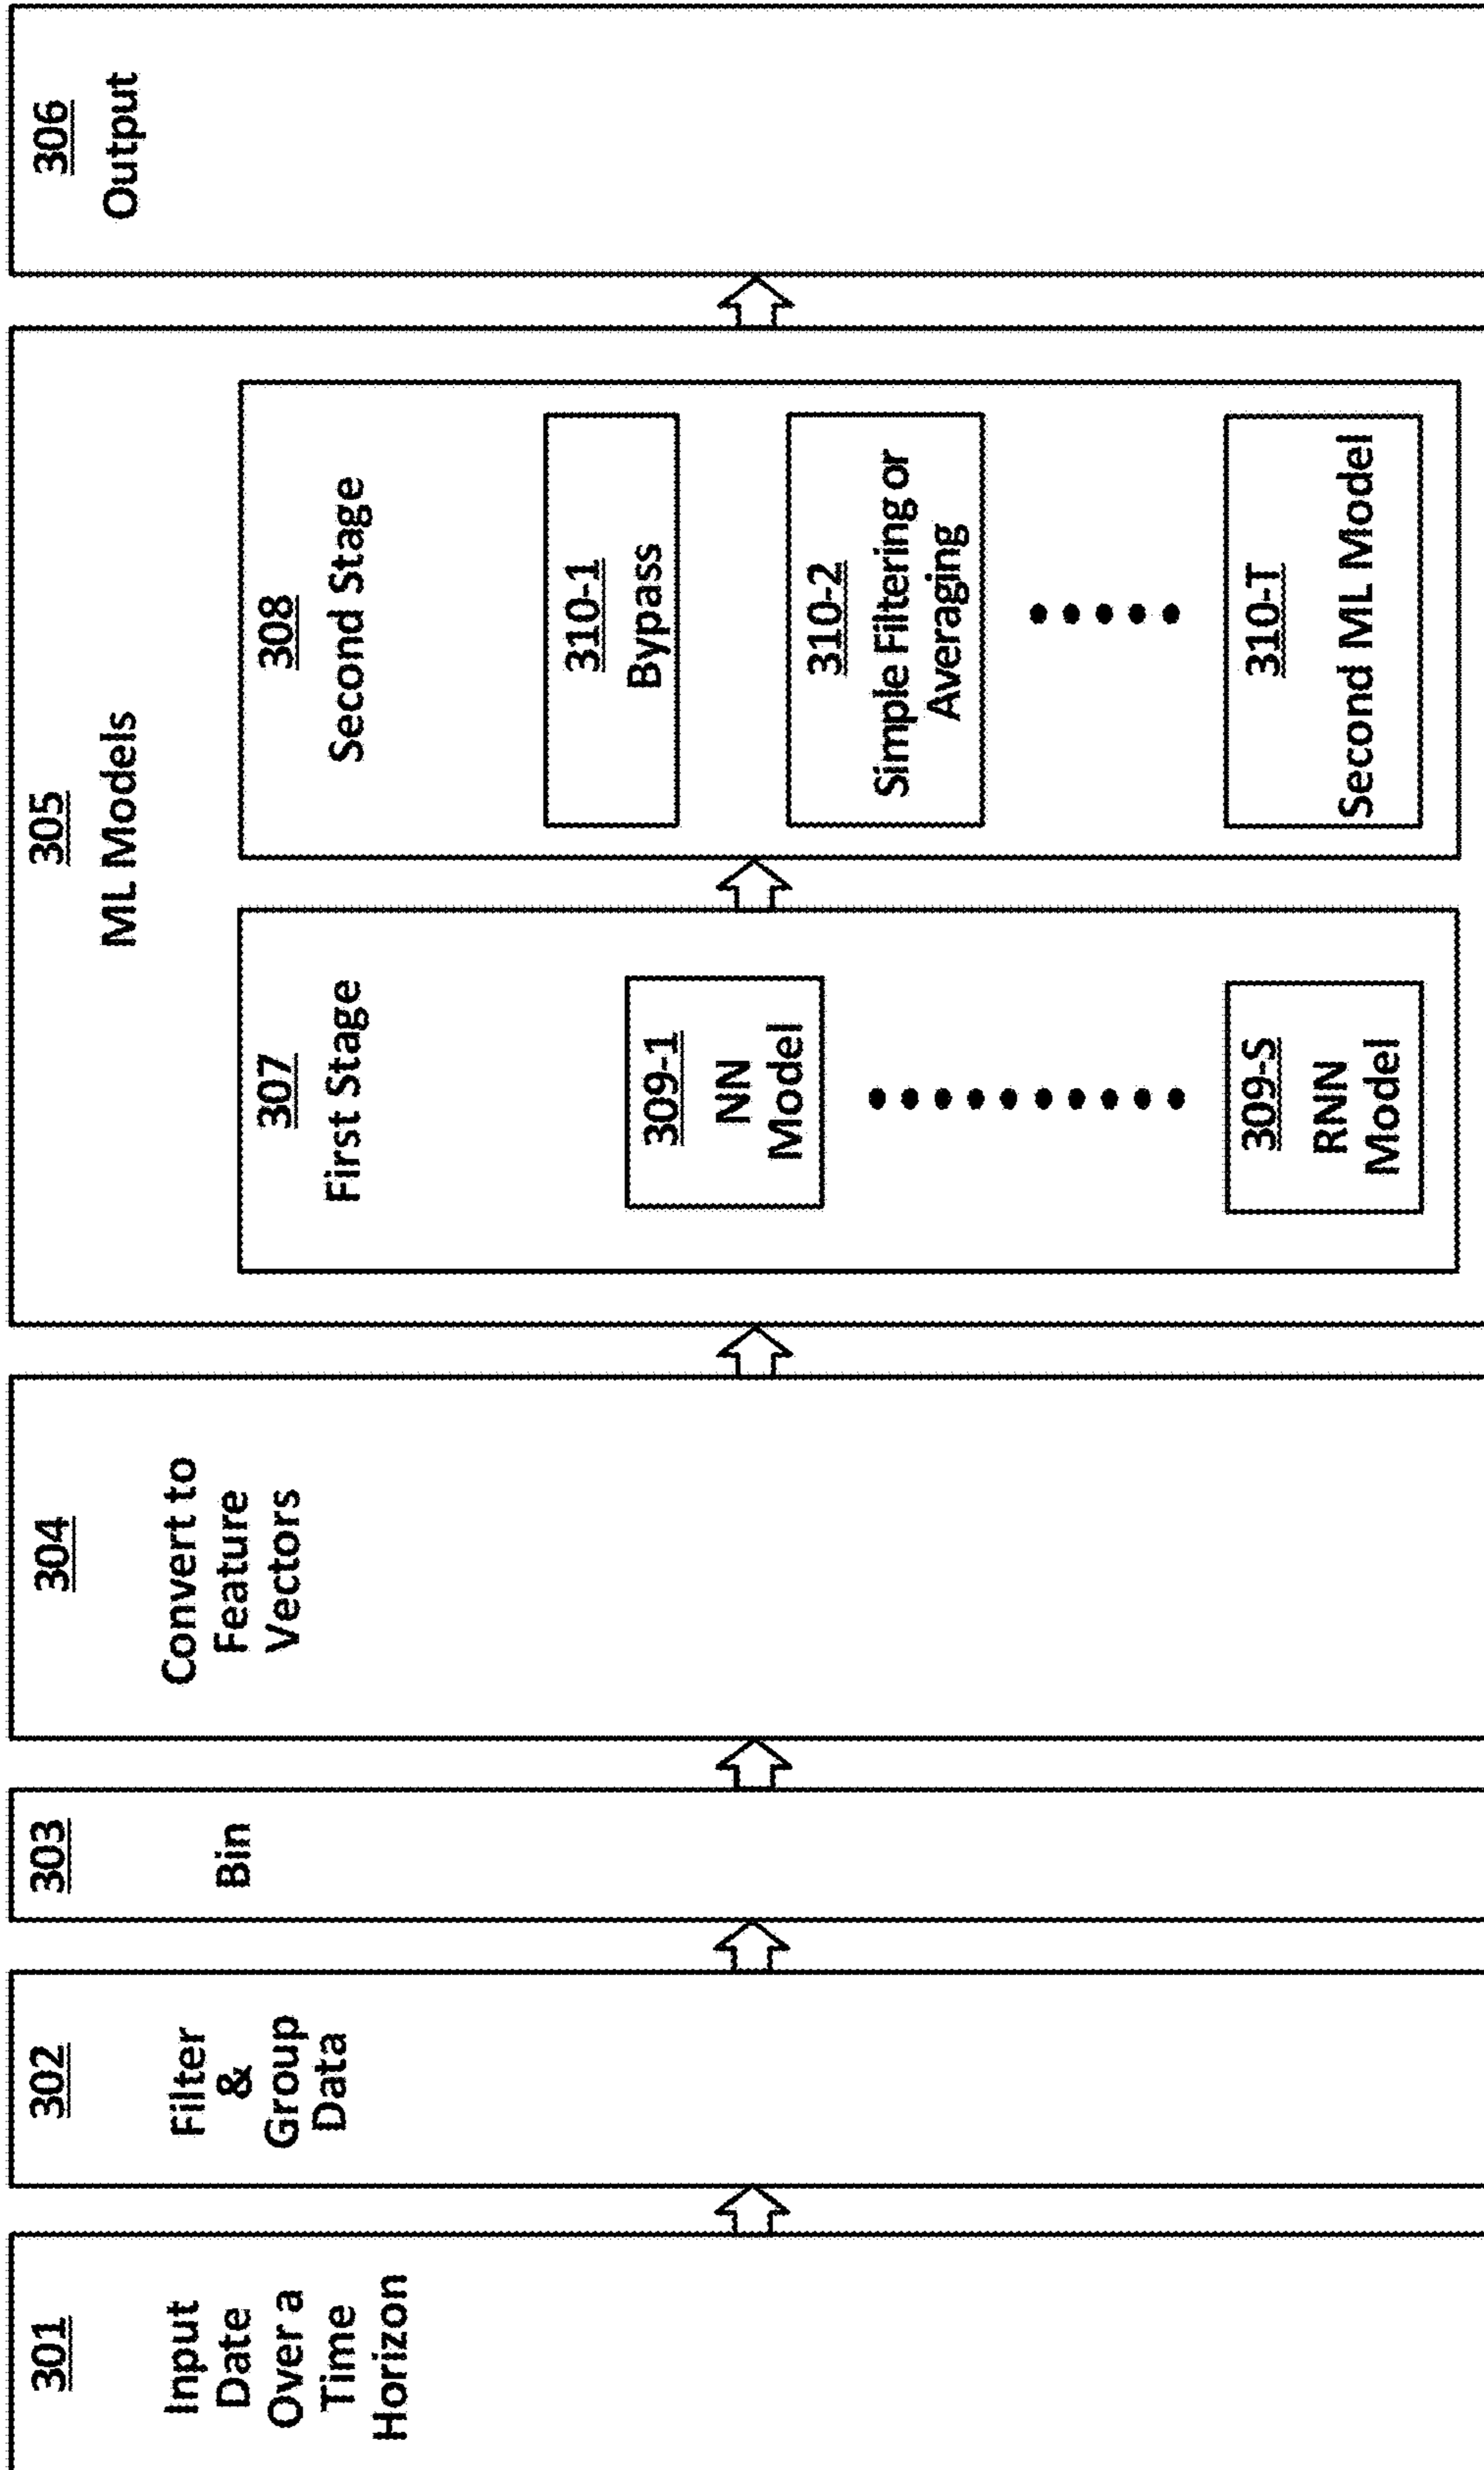 301
Input
Date
Over a
Time
Horizon
302
Filter
&
Group
Data
303
Bin
304
Convert to
Feature
Vectors
305
ML Models
307
First Stage
309-1
NN
Model
309-S
RNN
Model
308
Second Stage
310-1
Bypass
310-2
Simple Filtering or
Averaging
310-T
Second ML Model
306
Output